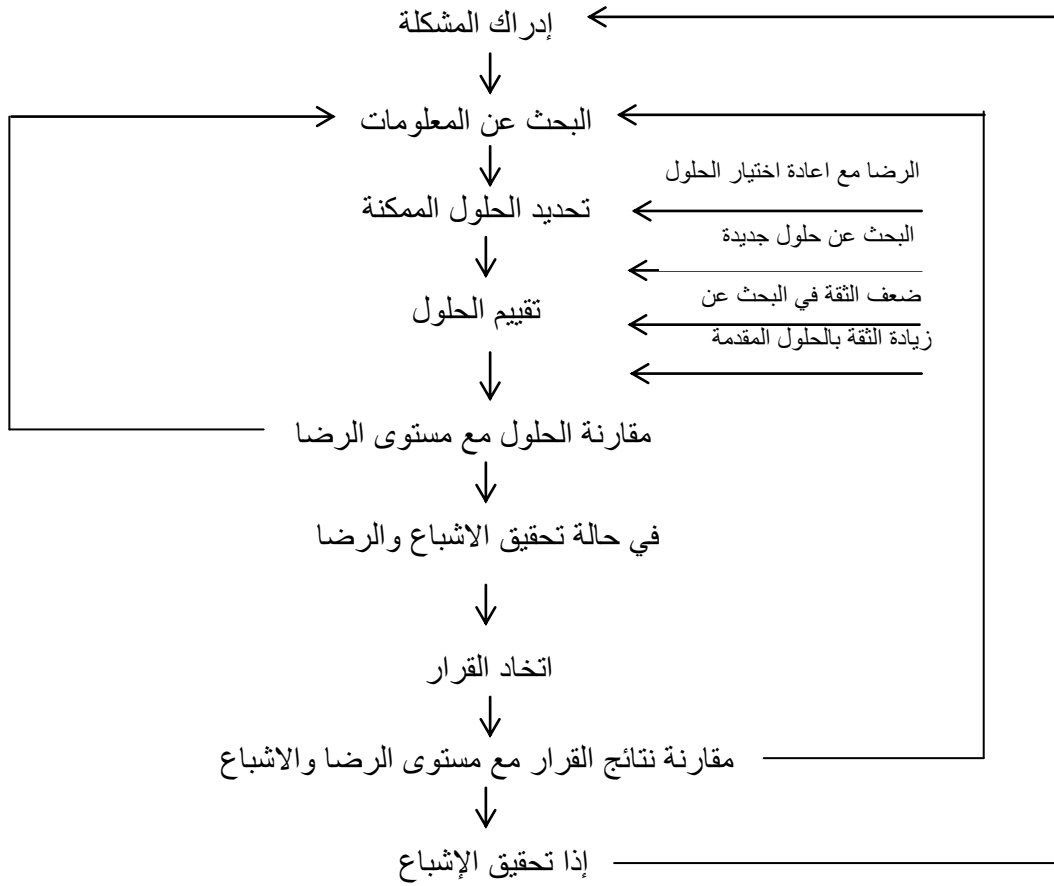 إدراك المشكلة
البحث عن المعلومات
الرضا مع اعادة اختيار الحلول
تحديد الحلول الممكنة
البحث عن حلول جديدة
ضعف الثقة في البحث عن
تقييم الحلول
زيادة الثقة بالحلول المقدمة
مقارنة الحلول مع مستوى الرضا
في حالة تحقيق الاشباع والرضا
اتخاد القرار
مقارنة نتائج القرار مع مستوى الرضا والاشباع
إذا تحقيق الإشباع